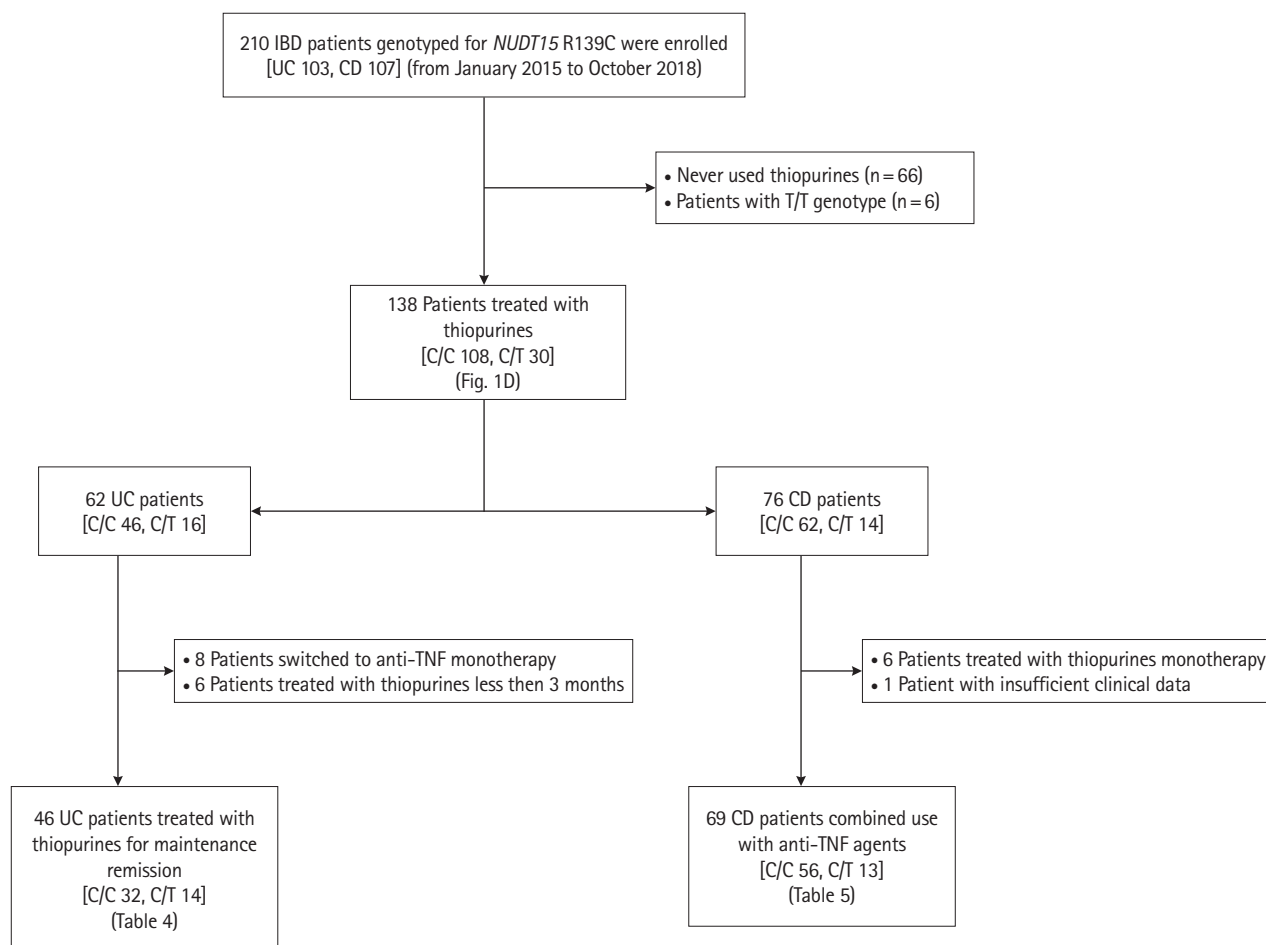 210 IBD patients genotyped for NUDT15 R139C were enrolled
[UC 103, CD 107] (from January 2015 to October 2018)
• Never used thiopurines (n=66)
• Patients with T/T genotype (n=6)
138 Patients treated with
thiopurines
[C/C 108, C/T 30]
(Fig. 1D)
62 UC patients
[C/C 46, C/T 16]
76 CD patients
[C/C 62, C/T 14]
• 8 Patients switched to anti-TNF monotherapy
• 6 Patients treated with thiopurines less then 3 months
• 6 Patients treated with thiopurines monotherapy
• 1 Patient with insufficient clinical data
46 UC patients treated with
thiopurines for maintenance
remission
[C/C 32, C/T 14]
(Table 4)
69 CD patients combined use
with anti-TNF agents
[C/C 56, C/T 13]
(Table 5)